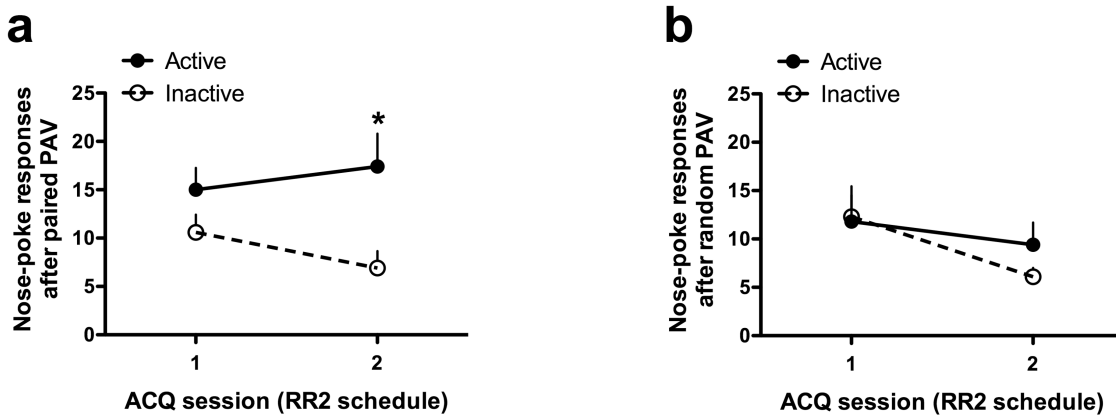 a
Active
Inactive
Nose-poke responses
after paired PAV
25
20
15
10
5
0
*
1
2
ACQ session (RR2 schedule)
b
Active
Inactive
Nose-poke responses
after random PAV
25
20
15
10
5
0
1
2
ACQ session (RR2 schedule)